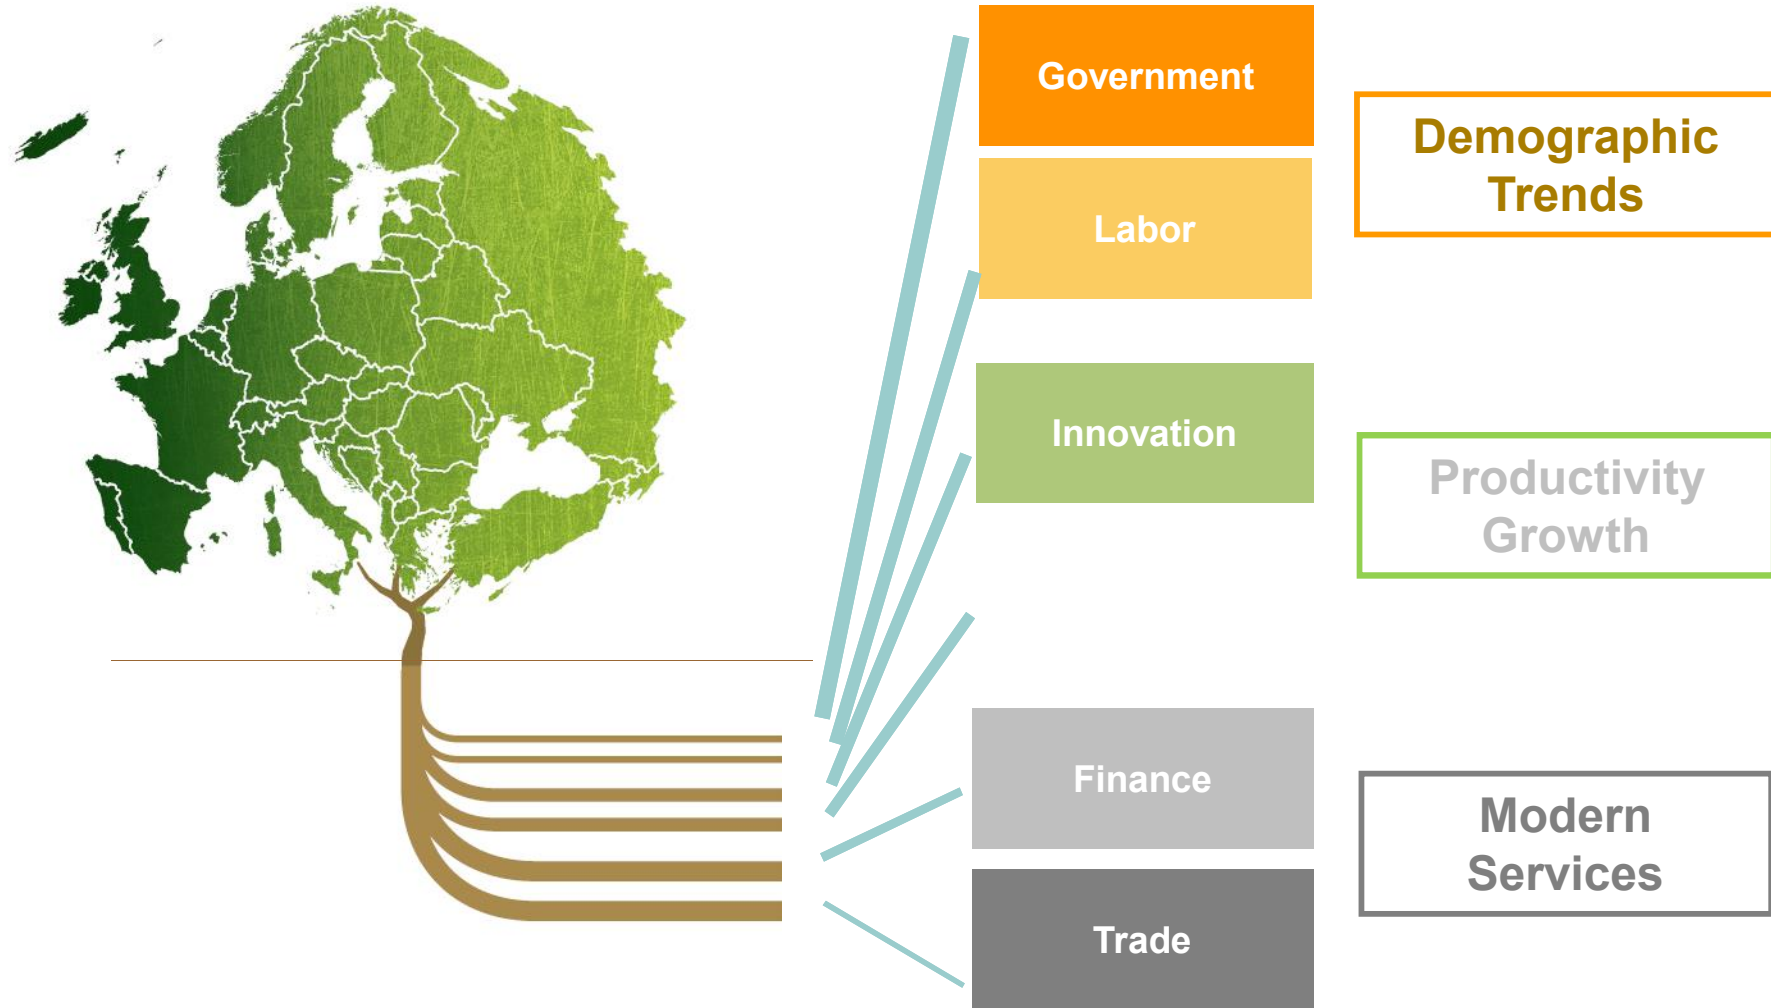 Government
Labor
Demographic
Trends
Innovation
Productivity
Growth
Finance
Trade
Modern
Services